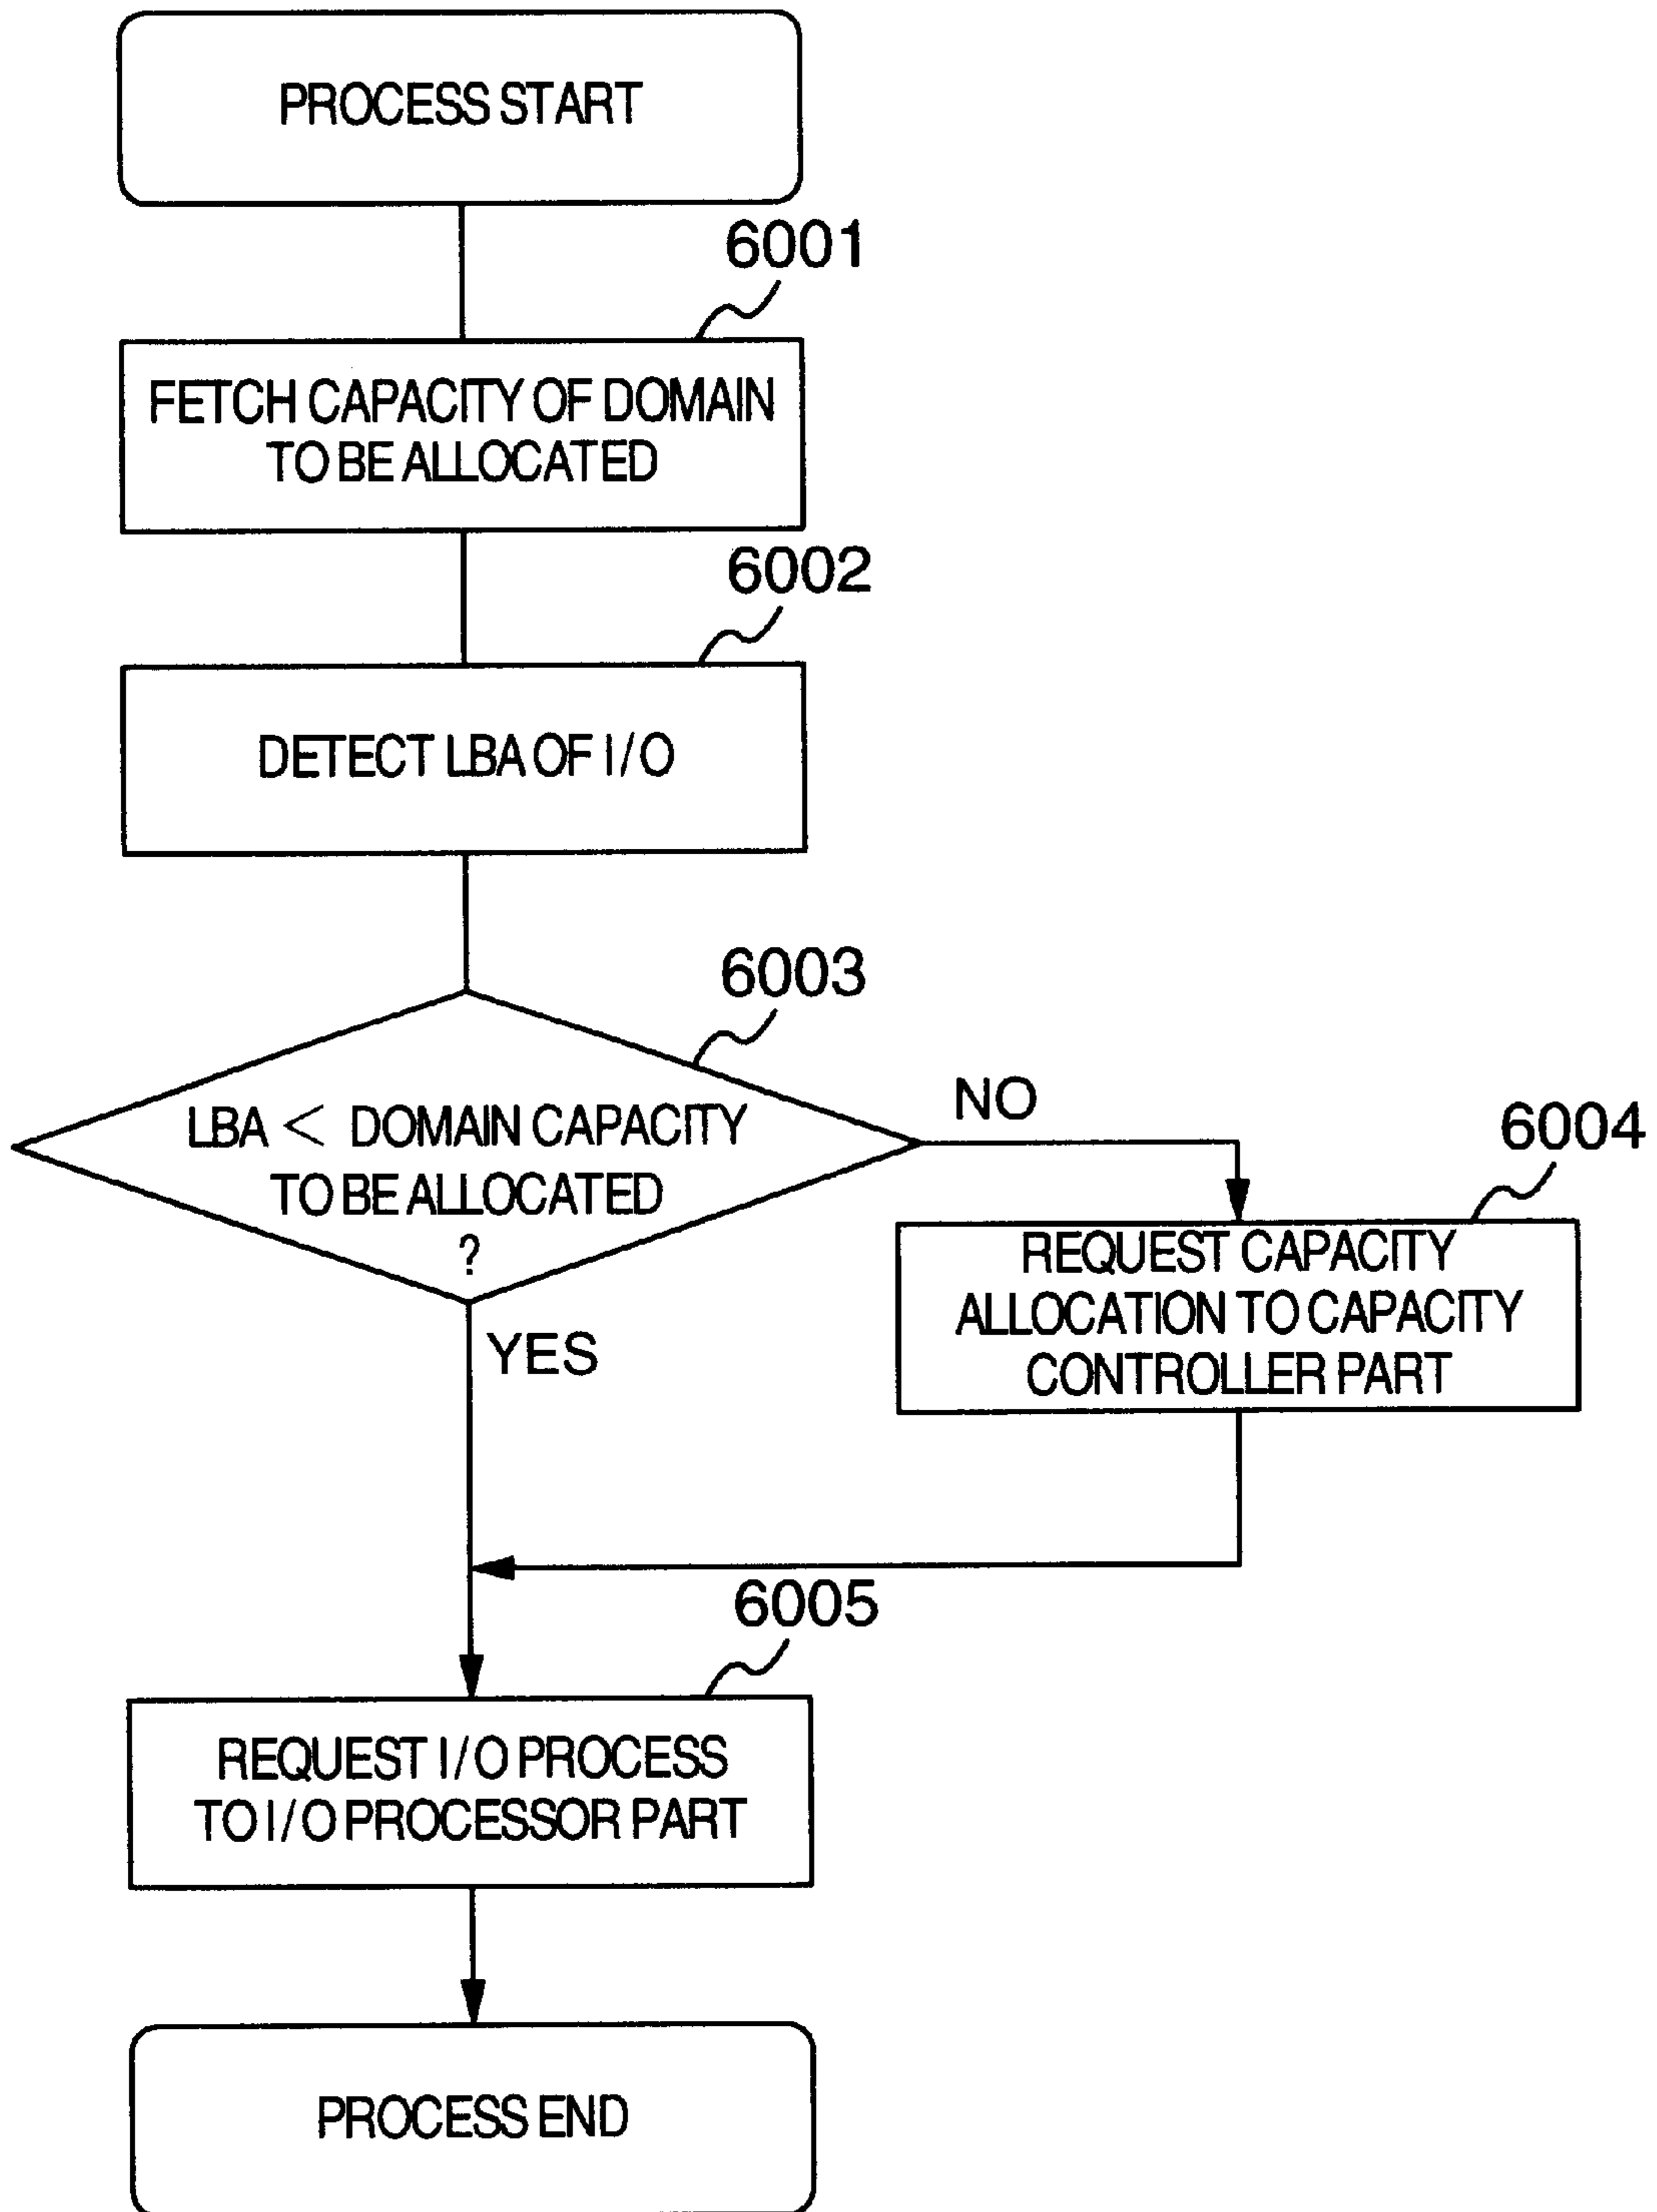 PROCESS START
6001
FETCH CAPACITY OF DOMAIN
TO BE ALLOCATED
6002
DETECT LBA OF I/O
6003
LBA < DOMAIN CAPACITY
TO BE ALLOCATED
?
NO
6004
REQUEST CAPACITY
ALLOCATION TO CAPACITY
CONTROLLER PART
YES
6005
REQUEST I/O PROCESS
TO I/O PROCESSOR PART
PROCESS END